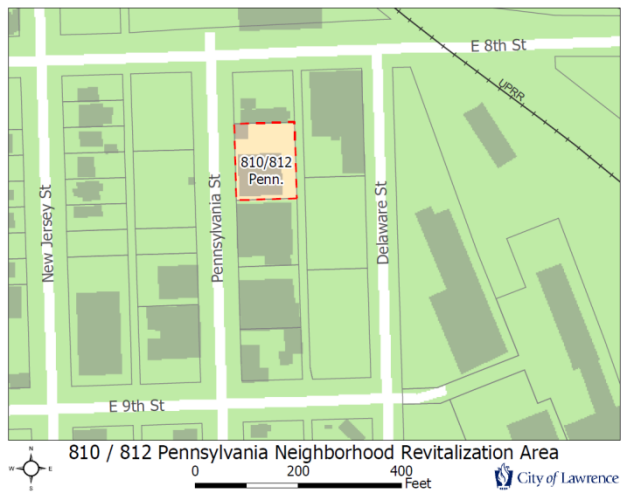 E 8th St
UPRR
810/812
Penn.
New Jersey St
Pennsylvania St
Delaware St
E 9th St
810 / 812 Pennsylvania Neighborhood Revitalization Area
N
W E
S
0 200 400
Feet
City of Lawrence